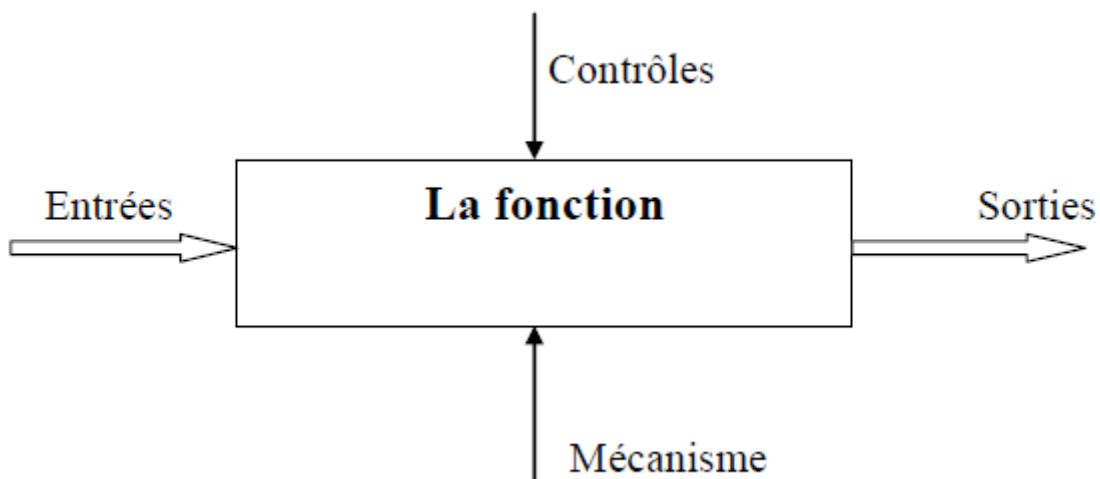 Contrôles
Entrées
La fonction
Sorties
Mécanisme